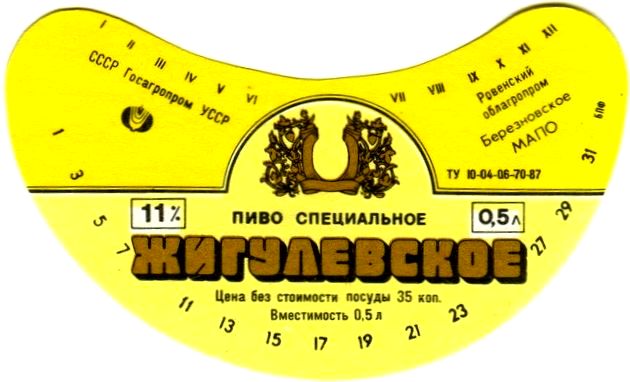 I II III IV V VI VII VIII IX X XI XII
СССР Госагропром УССР
Ровенский
облагропром
Березновское
МАПО
ТУ 10-04-06-70-87
11%
ПИВО СПЕЦИАЛЬНОЕ
0,5л
ЖИГУЛЕВСКОЕ
Цена без стоимости посуды 35 коп.
Вместимость 0,5 л
1 3 5 7 11 13 15 17 19 21 23 27 29 31
БПФ